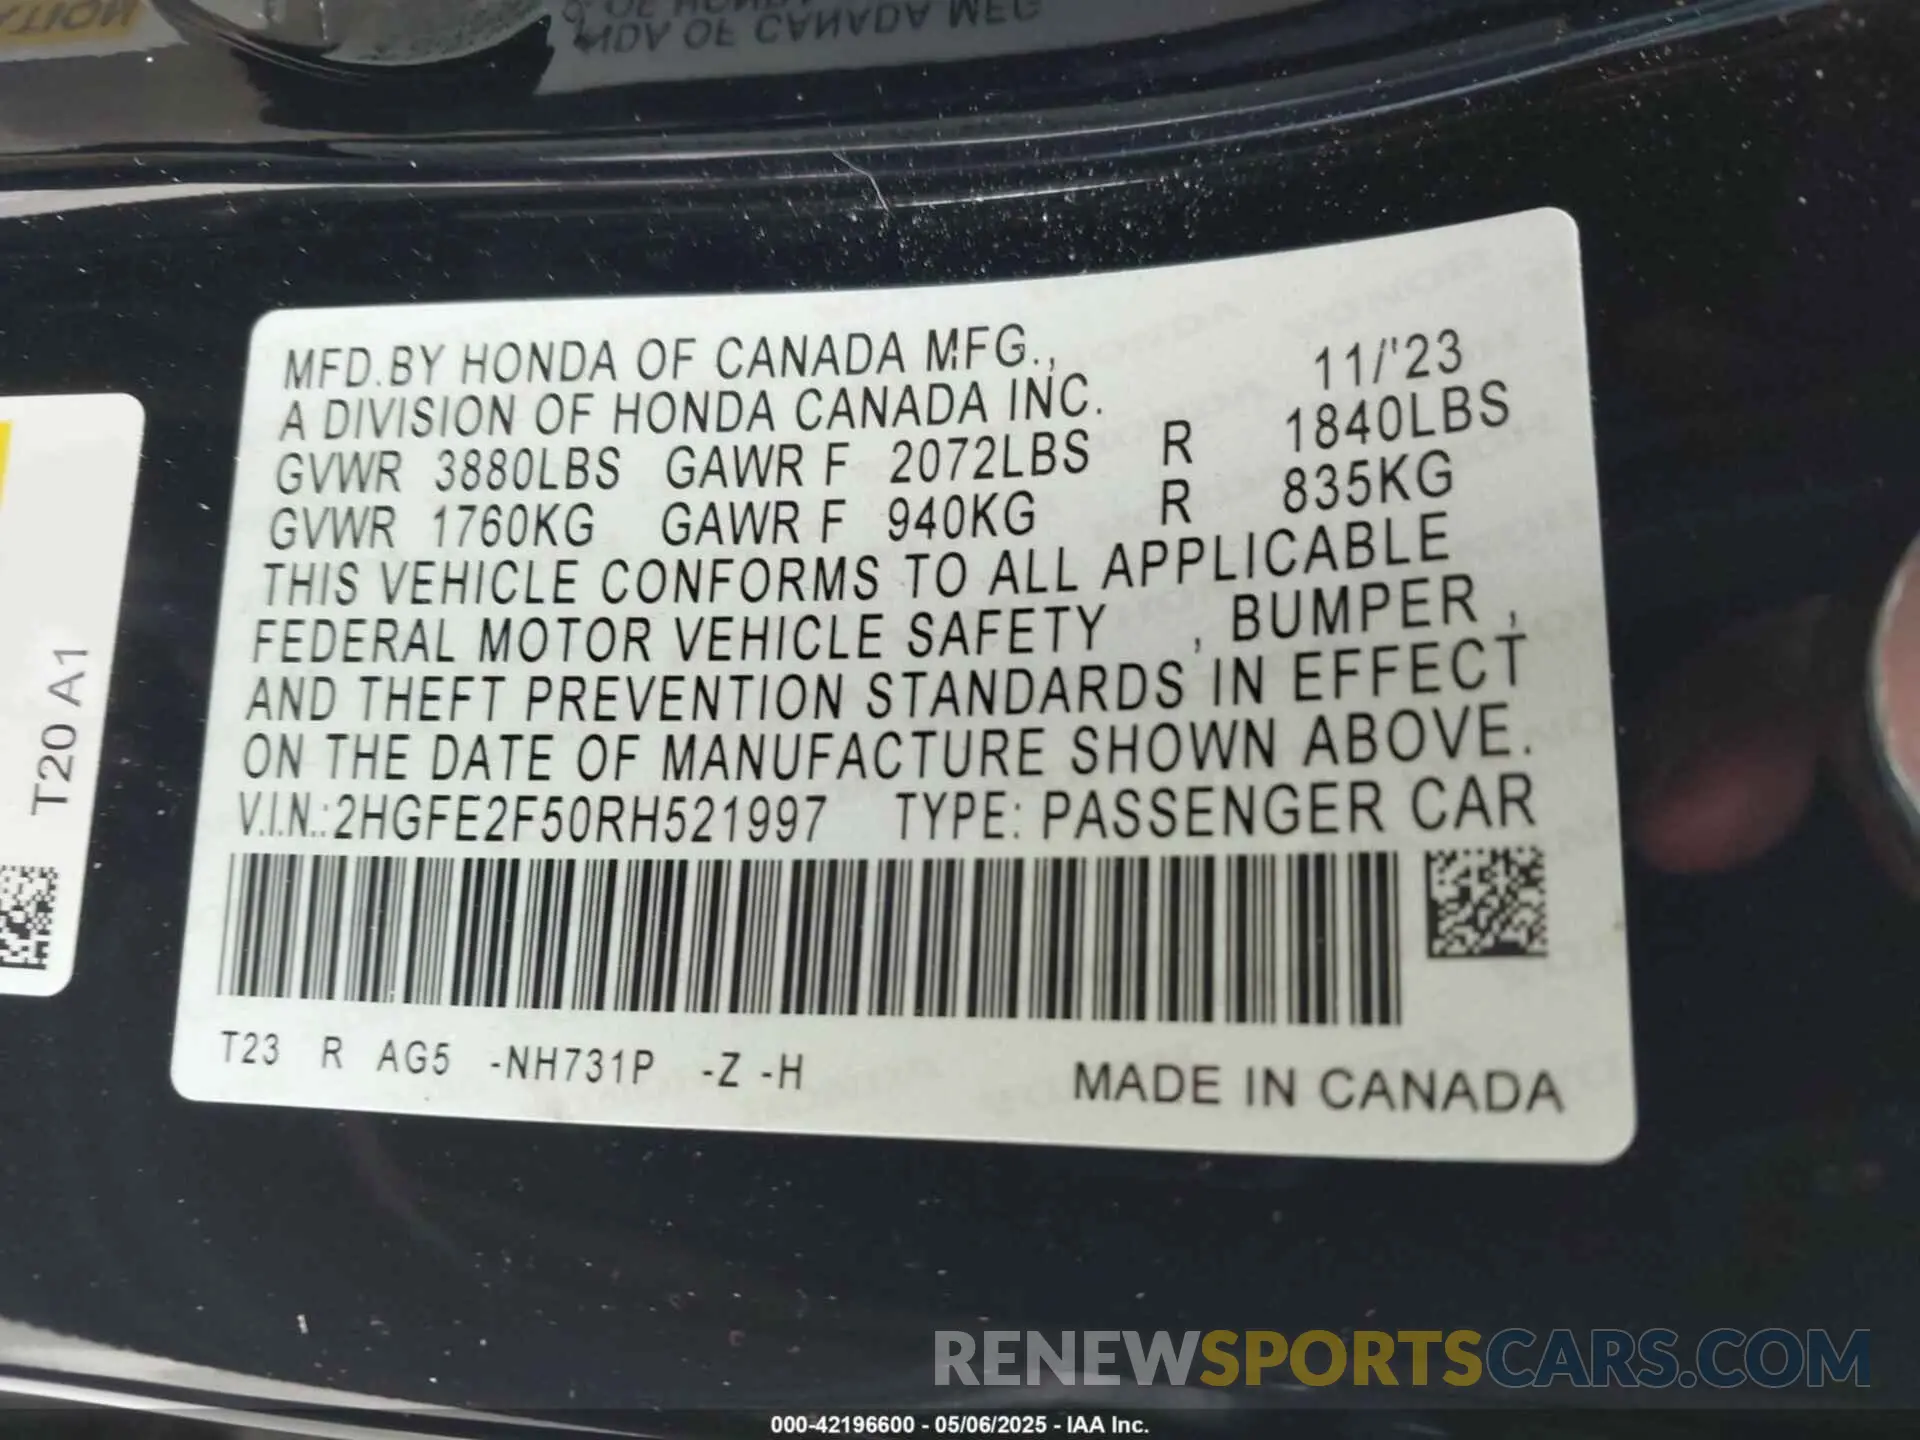 MFD.BY HONDA OF CANADA MFG., 11/'23
A DIVISION OF HONDA CANADA INC.
GVWR 3880LBS GAWR F 2072LBS R 1840LBS
GVWR 1760KG GAWR F 940KG R 835KG
THIS VEHICLE CONFORMS TO ALL APPLICABLE
FEDERAL MOTOR VEHICLE SAFETY , BUMPER ,
AND THEFT PREVENTION STANDARDS IN EFFECT
ON THE DATE OF MANUFACTURE SHOWN ABOVE.
V.I.N.:2HGFE2F50RH521997 TYPE: PASSENGER CAR
T23 R AG5 -NH731P -Z -H
MADE IN CANADA
T20 A1
RENEWSPORTSCARS.COM
000-42196600 - 05/06/2025 - IAA Inc.